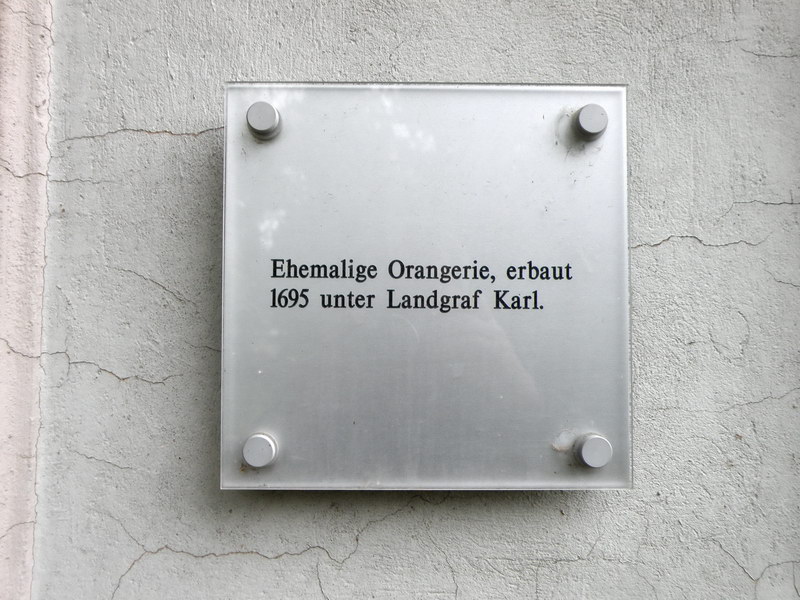 Ehemalige Orangerie, erbaut
1695 unter Landgraf Karl.